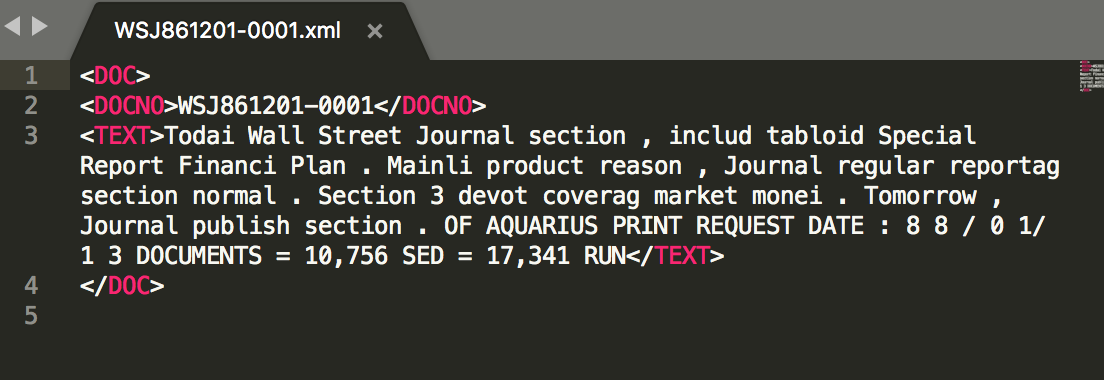 WSJ861201-0001.xml ×
1 <DOC>
2 <DOCNO>WSJ861201-0001</DOCNO>
3 <TEXT>Todai Wall Street Journal section , includ tabloid Special
Report Financi Plan . Mainli product reason , Journal regular reportag
section normal . Section 3 devot coverag market monei . Tomorrow ,
Journal publish section . OF AQUARIUS PRINT REQUEST DATE : 8 8 / 0 1/
1 3 DOCUMENTS = 10,756 SED = 17,341 RUN</TEXT>
4 </DOC>
5